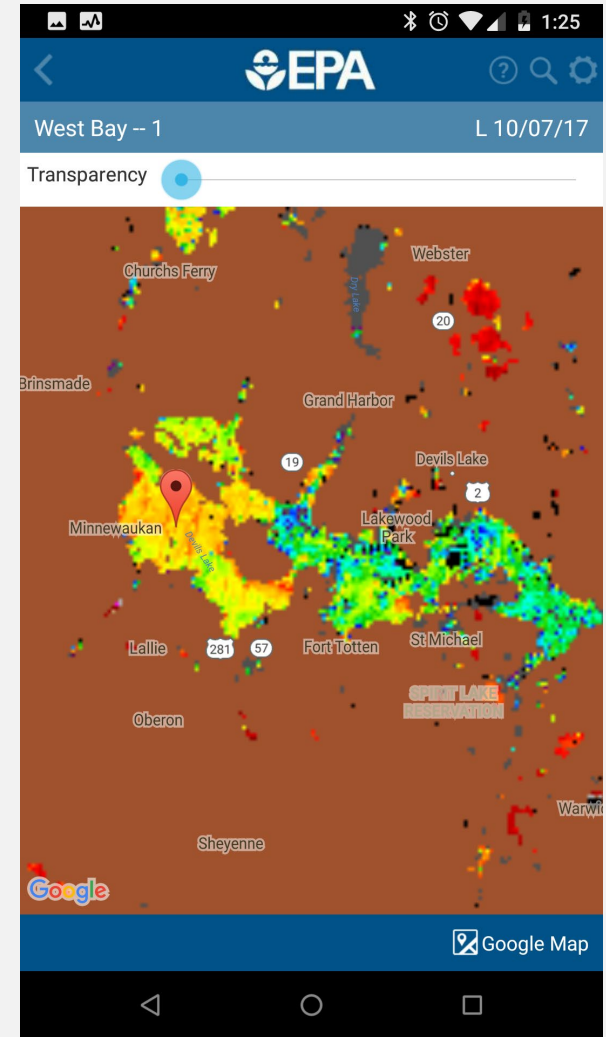 1:25
EPA
West Bay -- 1
L 10/07/17
Transparency
Churchs Ferry
Webster
Dry Lake
20
Brinsmade
Grand Harbor
19
Devils Lake
2
Lakewood
Park
Minnewaukan
Devils Lake
Lallie
281
57
Fort Totten
St Michael
SPIRIT LAKE
RESERVATION
Oberon
Warwi
Sheyenne
Google
Google Map